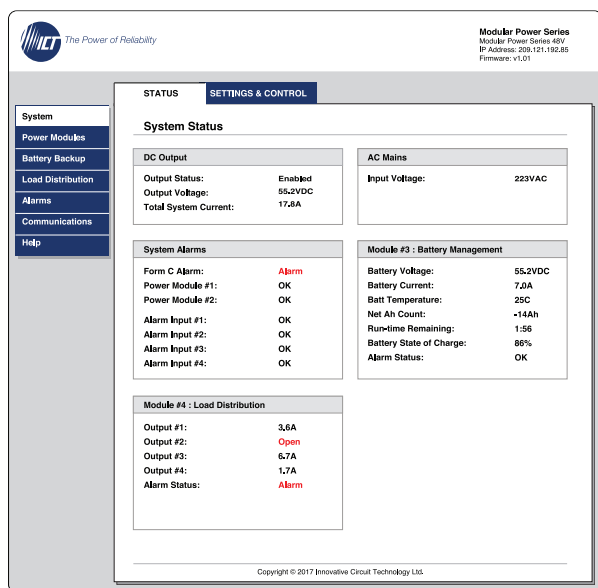 ICT The Power of Reliability
Modular Power Series
Modular Power Series 48V
IP Address: 209.121.192.85
Firmware: v1.01
STATUS SETTINGS & CONTROL
System
Power Modules
Battery Backup
Load Distribution
Alarms
Communications
Help
System Status
DC Output
Output Status: Enabled
Output Voltage: 55.2VDC
Total System Current: 17.8A
AC Mains
Input Voltage: 223VAC
System Alarms
Form C Alarm: Alarm
Power Module #1: OK
Power Module #2: OK
Alarm Input #1: OK
Alarm Input #2: OK
Alarm Input #3: OK
Alarm Input #4: OK
Module #3 : Battery Management
Battery Voltage: 55.2VDC
Battery Current: 7.0A
Batt Temperature: 25C
Net Ah Count: -14Ah
Run-time Remaining: 1:56
Battery State of Charge: 86%
Alarm Status: OK
Module #4 : Load Distribution
Output #1: 3.6A
Output #2: Open
Output #3: 6.7A
Output #4: 1.7A
Alarm Status: Alarm
Copyright © 2017 Innovative Circuit Technology Ltd.